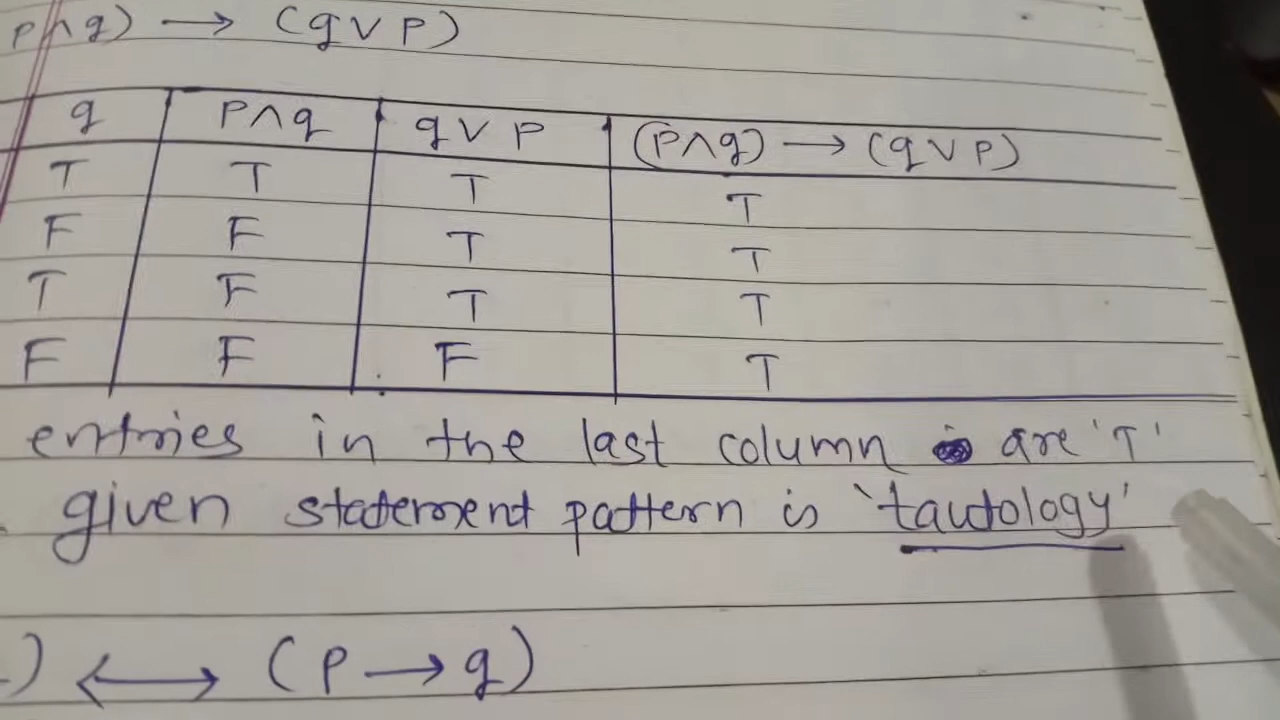 p∧q) → (q∨p)
q p∧q q∨p (p∧q) → (q∨p)
T T T T
F F T T
T F T T
F F F T
entries in the last column are 'T'
given statement pattern is 'tautology'
) ↔ (p → q)